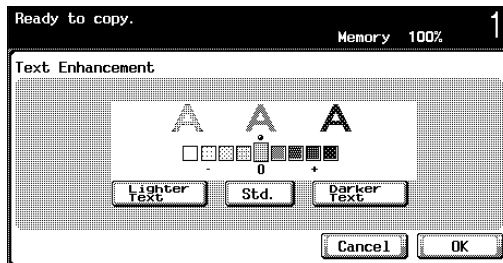 Ready to copy.
Memory 100% 1
Text Enhancement
A A A
- 0 +
Lighter Text
Std.
Darker Text
Cancel
OK